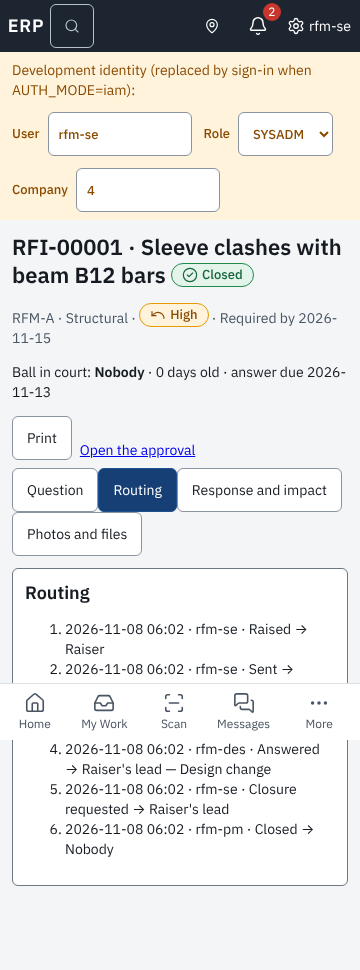 ERP
2
rfm-se
Development identity (replaced by sign-in when
AUTH_MODE=iam):
User rfm-se Role SYSADM
Company 4
RFI-00001 · Sleeve clashes with
beam B12 bars Closed
RFM-A · Structural · High · Required by 2026-
11-15
Ball in court: Nobody · 0 days old · answer due 2026-
11-13
Print Open the approval
Question Routing Response and impact
Photos and files
Routing
1. 2026-11-08 06:02 · rfm-se · Raised →
Raiser
2. 2026-11-08 06:02 · rfm-se · Sent →
Home My Work Scan Messages More
4. 2026-11-08 06:02 · rfm-des · Answered
→ Raiser's lead — Design change
5. 2026-11-08 06:02 · rfm-se · Closure
requested → Raiser's lead
6. 2026-11-08 06:02 · rfm-pm · Closed →
Nobody